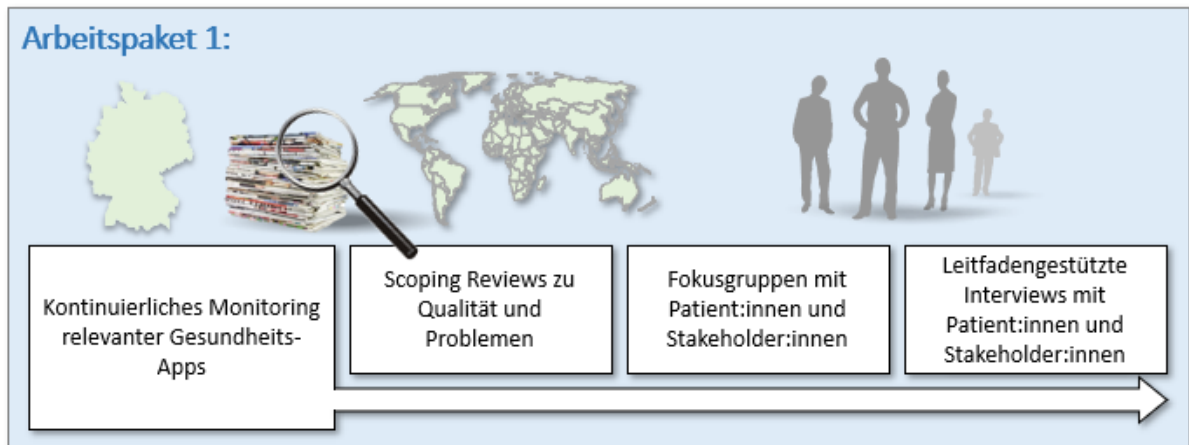 Arbeitspaket 1:
Kontinuierliches Monitoring
relevanter Gesundheits-
Apps
Scoping Reviews zu
Qualität und
Problemen
Fokusgruppen mit
Patient:innen und
Stakeholder:innen
Leitfadengestützte
Interviews mit
Patient:innen und
Stakeholder:innen